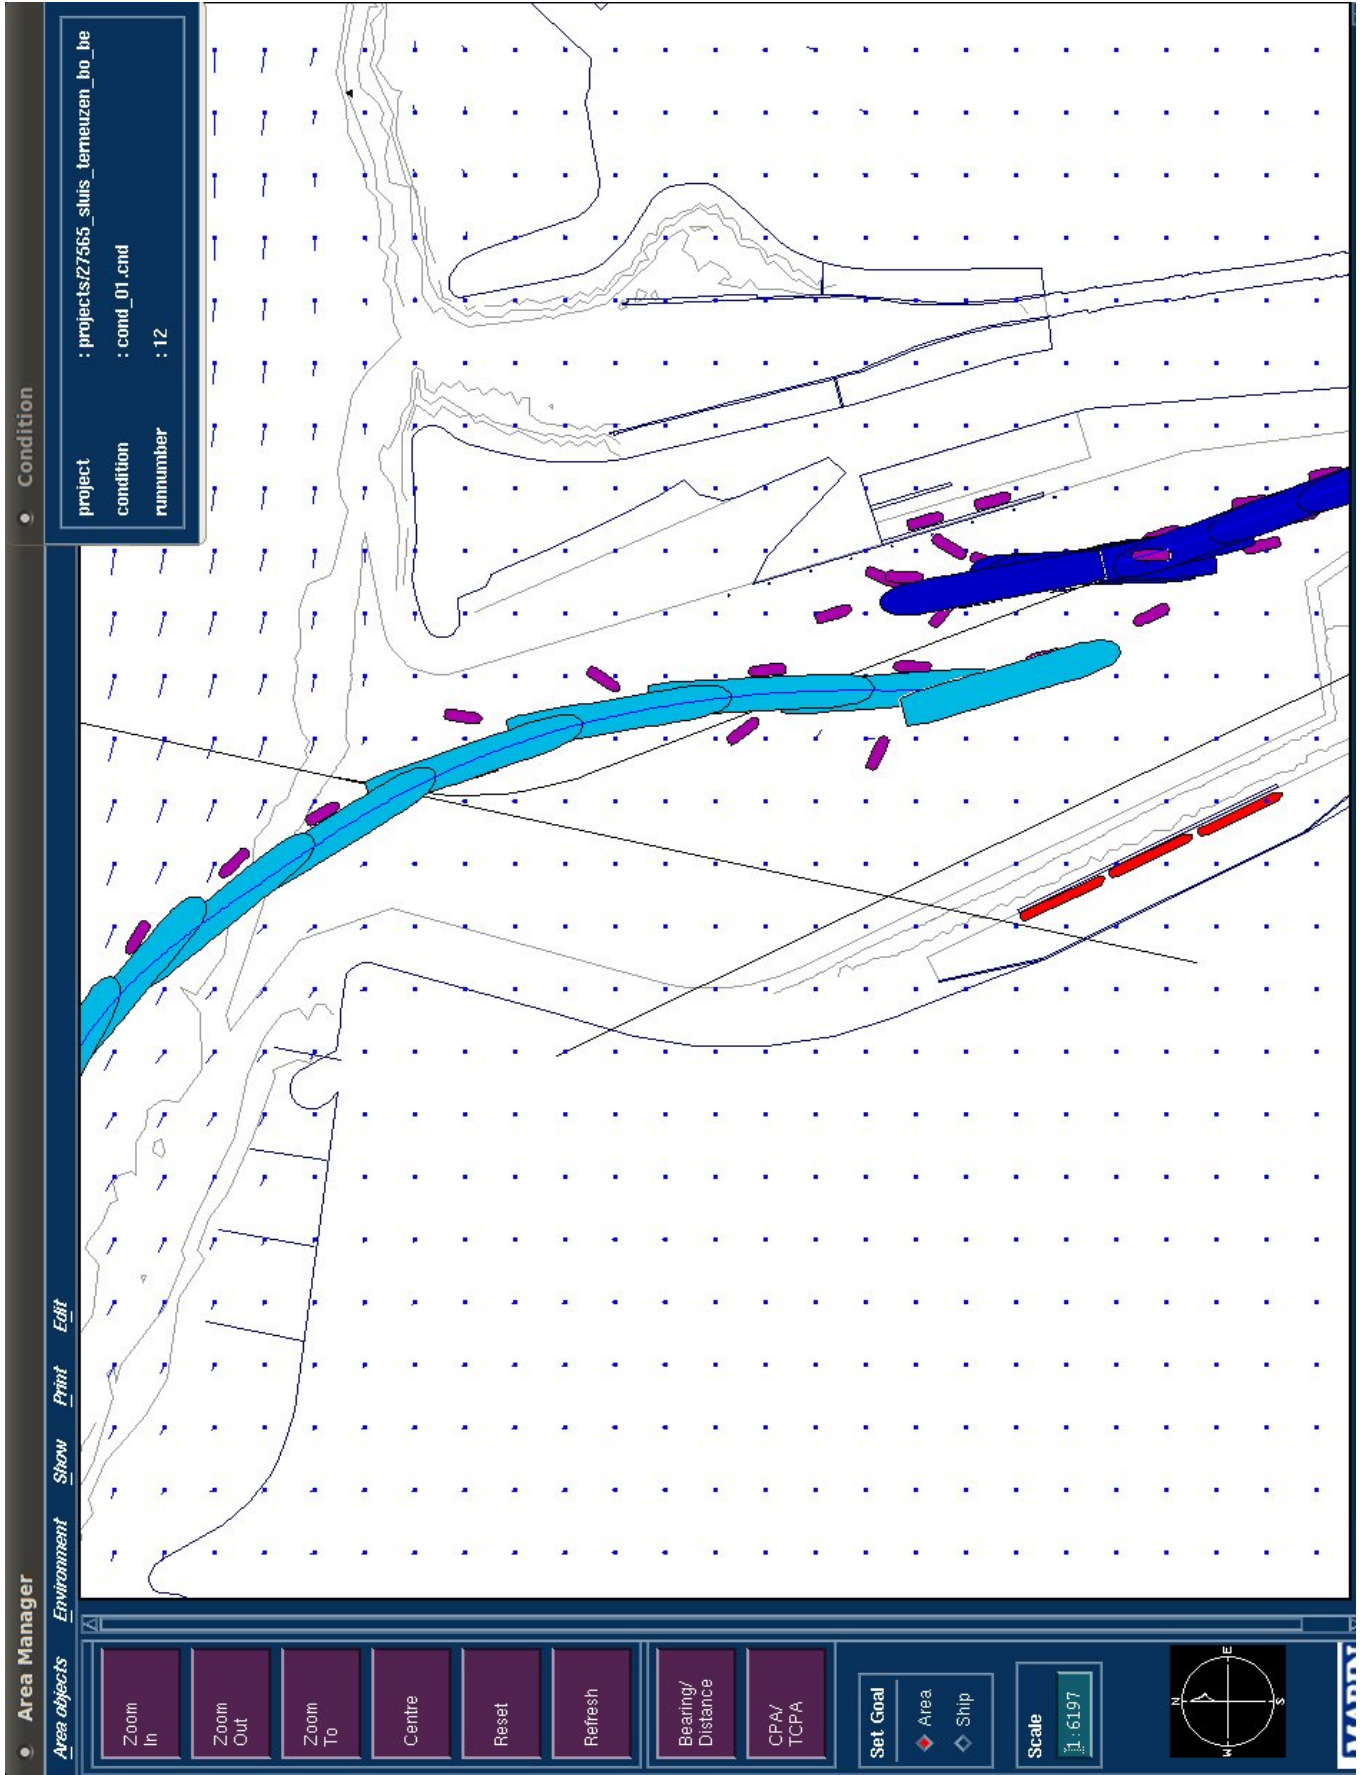 Area Manager
Condition
Area objects Environment Show Print Edit
project : projects/27565_sluis_terneuzen_bo_be
condition : cond_01.cnd
runnumber : 12
Zoom
In
Zoom
Out
Zoom
To
Centre
Reset
Refresh
Bearing/
Distance
CPA/
TCPA
Set Goal
Area
Ship
Scale
1:6197
N
W E
S